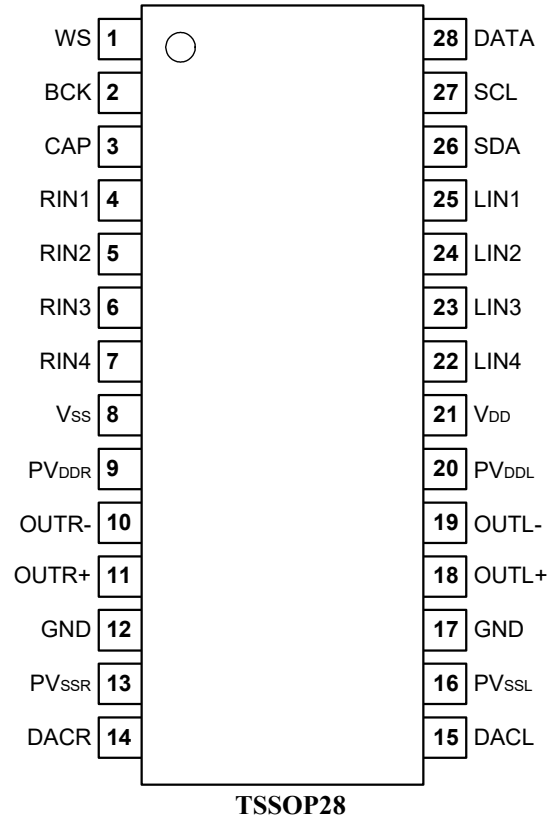 WS 1 28 DATA
BCK 2 27 SCL
CAP 3 26 SDA
RIN1 4 25 LIN1
RIN2 5 24 LIN2
RIN3 6 23 LIN3
RIN4 7 22 LIN4
VSS 8 21 VDD
PVDDR 9 20 PVDDL
OUTR- 10 19 OUTL-
OUTR+ 11 18 OUTL+
GND 12 17 GND
PVSSR 13 16 PVSSL
DACR 14 15 DACL
TSSOP28